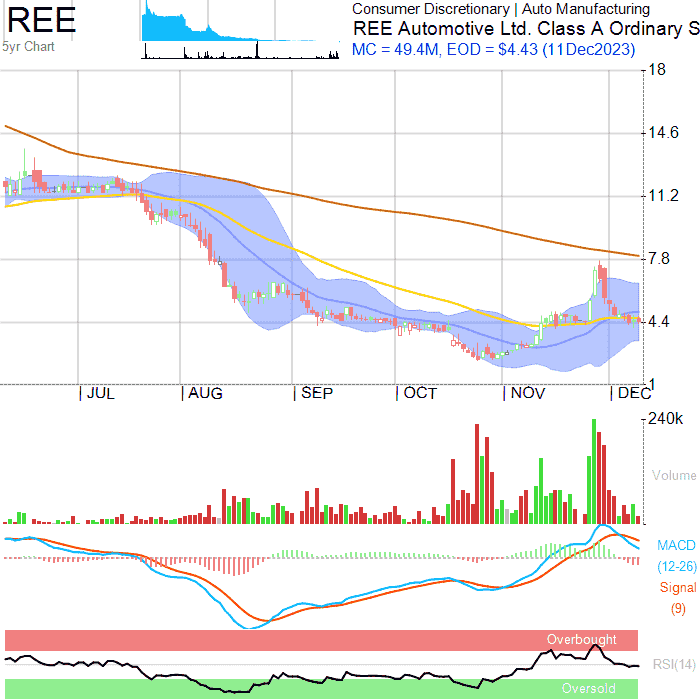 REE
5yr Chart
Consumer Discretionary | Auto Manufacturing
REE Automotive Ltd. Class A Ordinary S
MC = 49.4M, EOD = $4.43 (11Dec2023)
18
14.6
11.2
7.8
4.4
1
JUL AUG SEP OCT NOV DEC
240k
Volume
MACD
(12-26)
Signal
(9)
Overbought
RSI(14)
Oversold